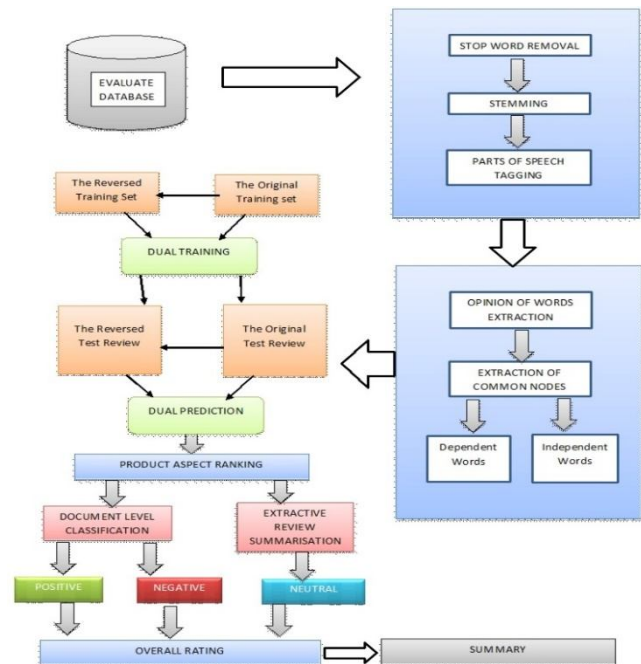 EVALUATE
DATABASE
STOP WORD REMOVAL
STEMMING
PARTS OF SPEECH
TAGGING
OPINION OF WORDS
EXTRACTION
EXTRACTION OF
COMMON NODES
Dependent
Words
Independent
Words
The Reversed
Training Set
The Original
Training set
DUAL TRAINING
The Reversed
Test Review
The Original
Test Review
DUAL PREDICTION
PRODUCT ASPECT RANKING
DOCUMENT LEVEL
CLASSIFICATION
EXTRACTIVE
REVIEW
SUMMARISATION
POSITIVE
NEGATIVE
NEUTRAL
OVERALL RATING
SUMMARY